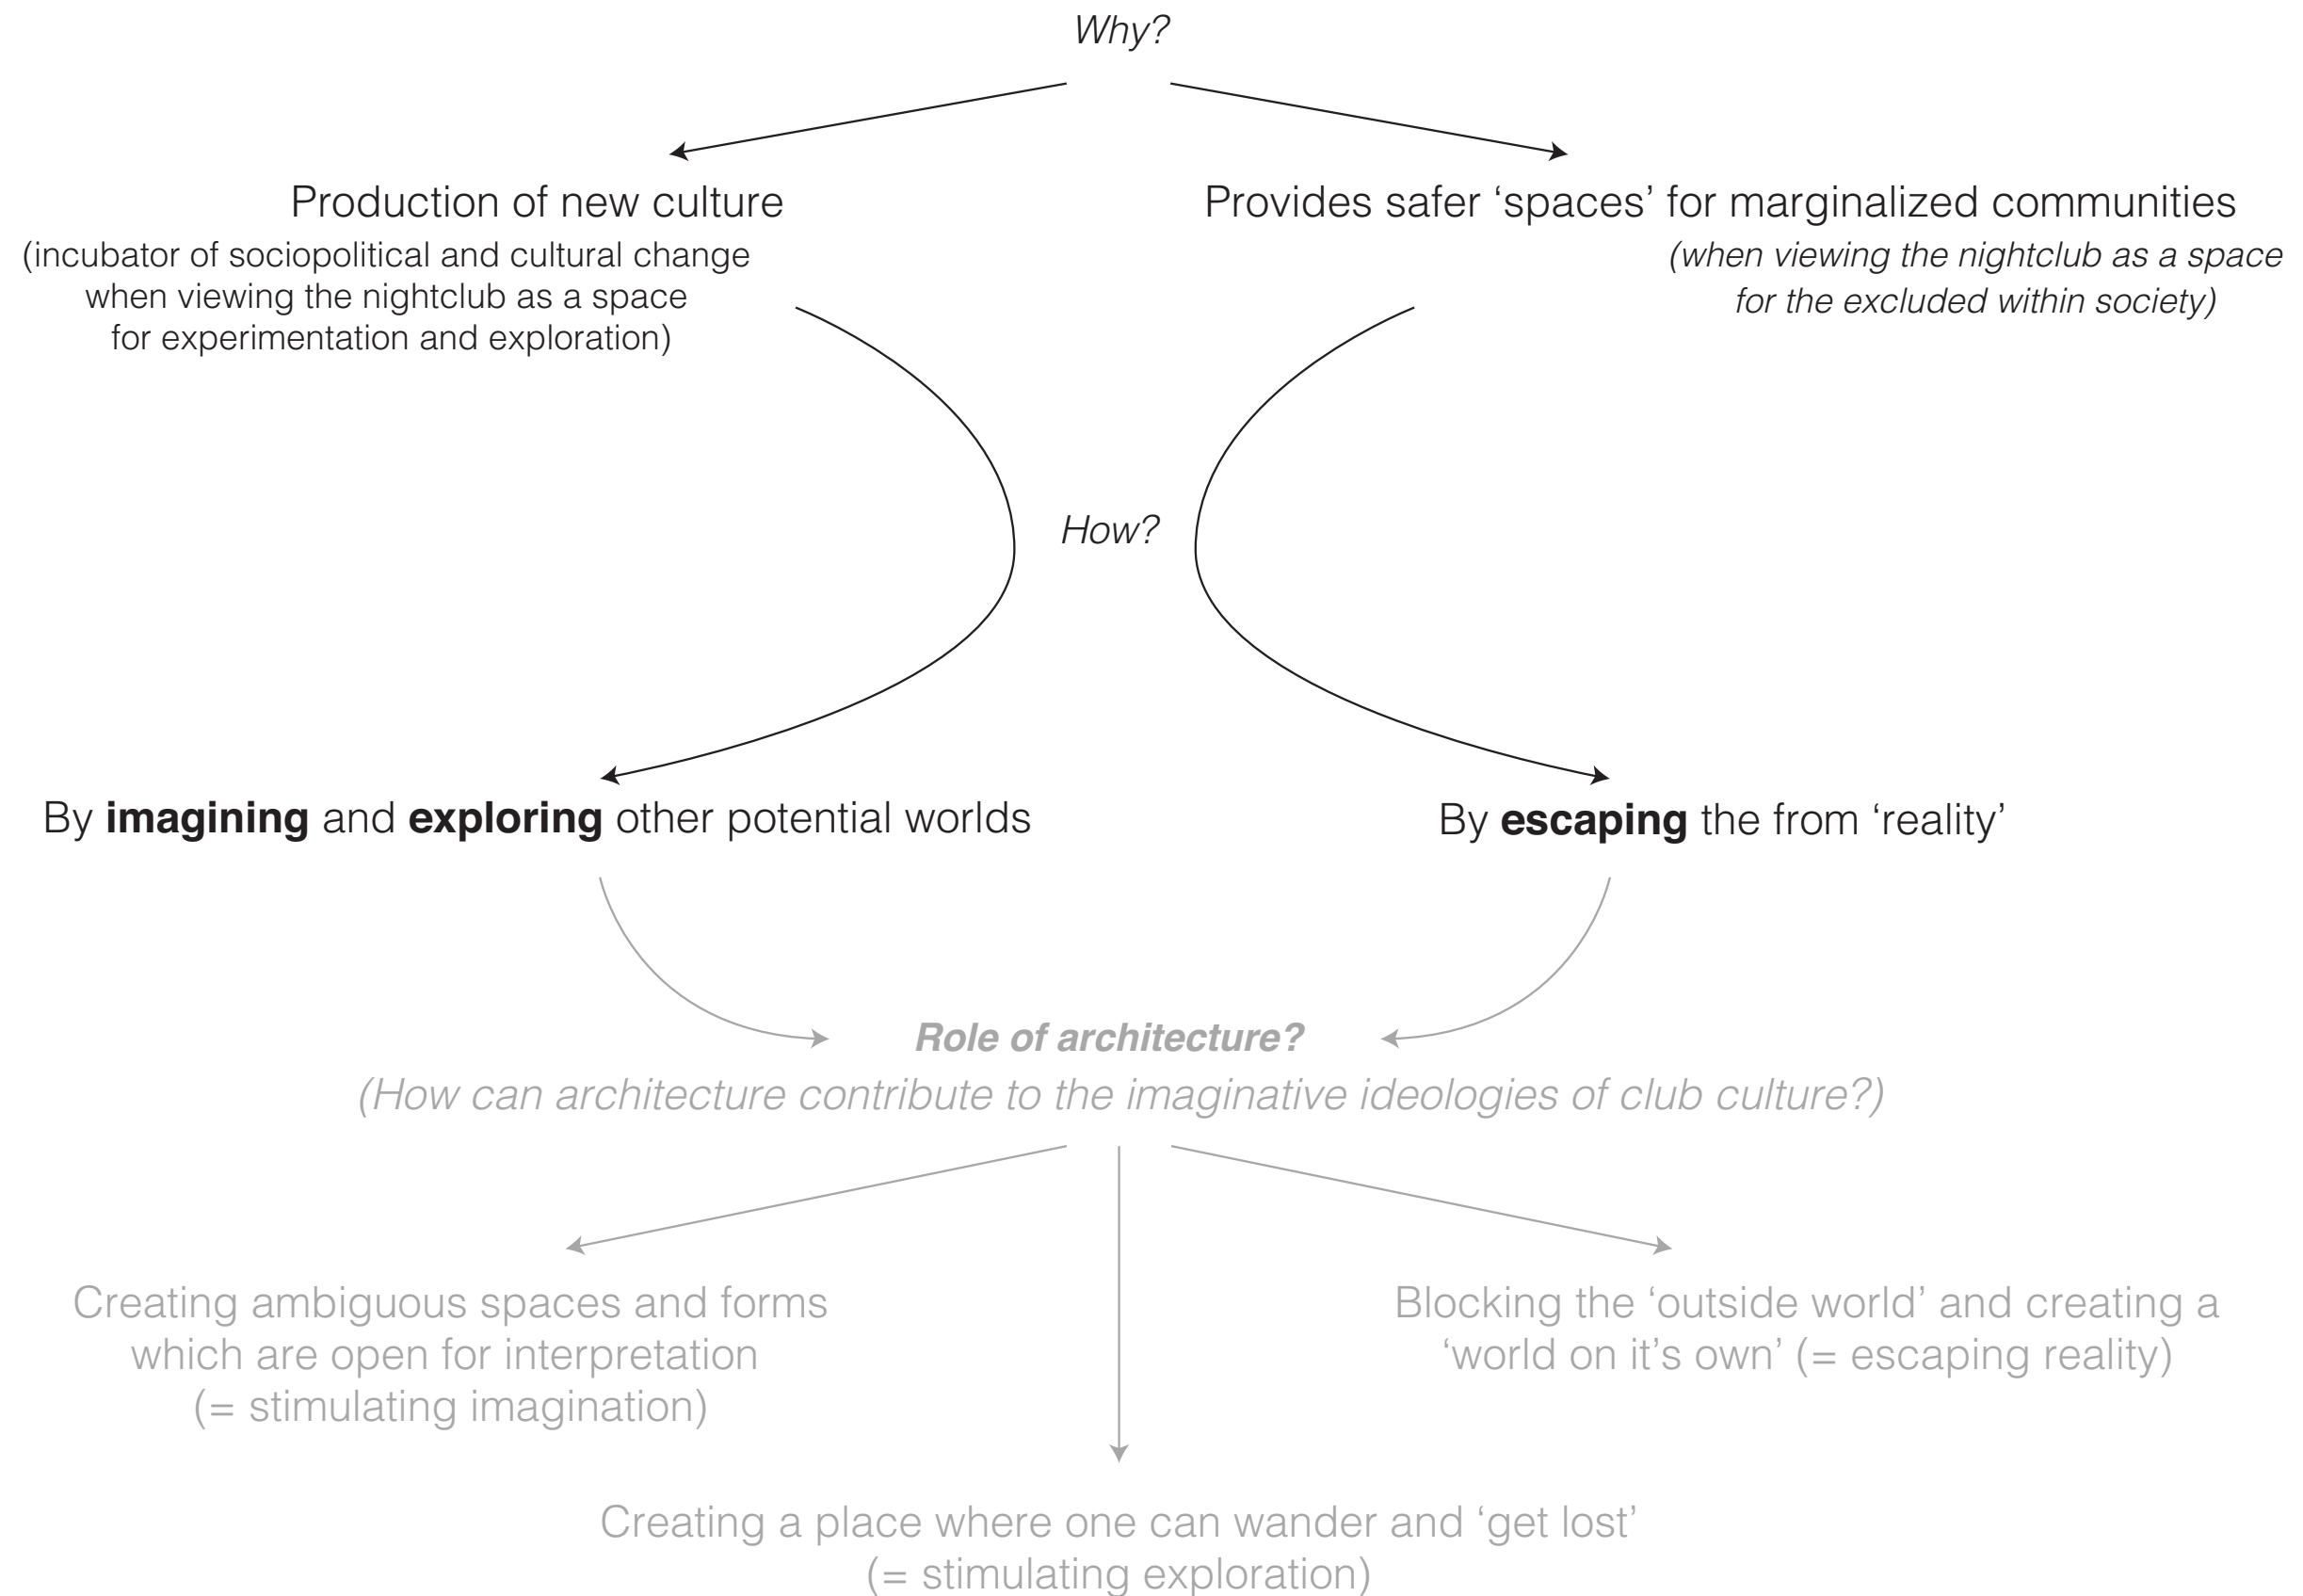 Why?
Production of new culture
(incubator of sociopolitical and cultural change
when viewing the nightclub as a space
for experimentation and exploration)
Provides safer ‘spaces’ for marginalized communities
(when viewing the nightclub as a space
for the excluded within society)
How?
By imagining and exploring other potential worlds
By escaping the from ‘reality’
Role of architecture?
(How can architecture contribute to the imaginative ideologies of club culture?)
Creating ambiguous spaces and forms
which are open for interpretation
(= stimulating imagination)
Blocking the ‘outside world’ and creating a
‘world on it’s own’ (= escaping reality)
Creating a place where one can wander and ‘get lost’
(= stimulating exploration)